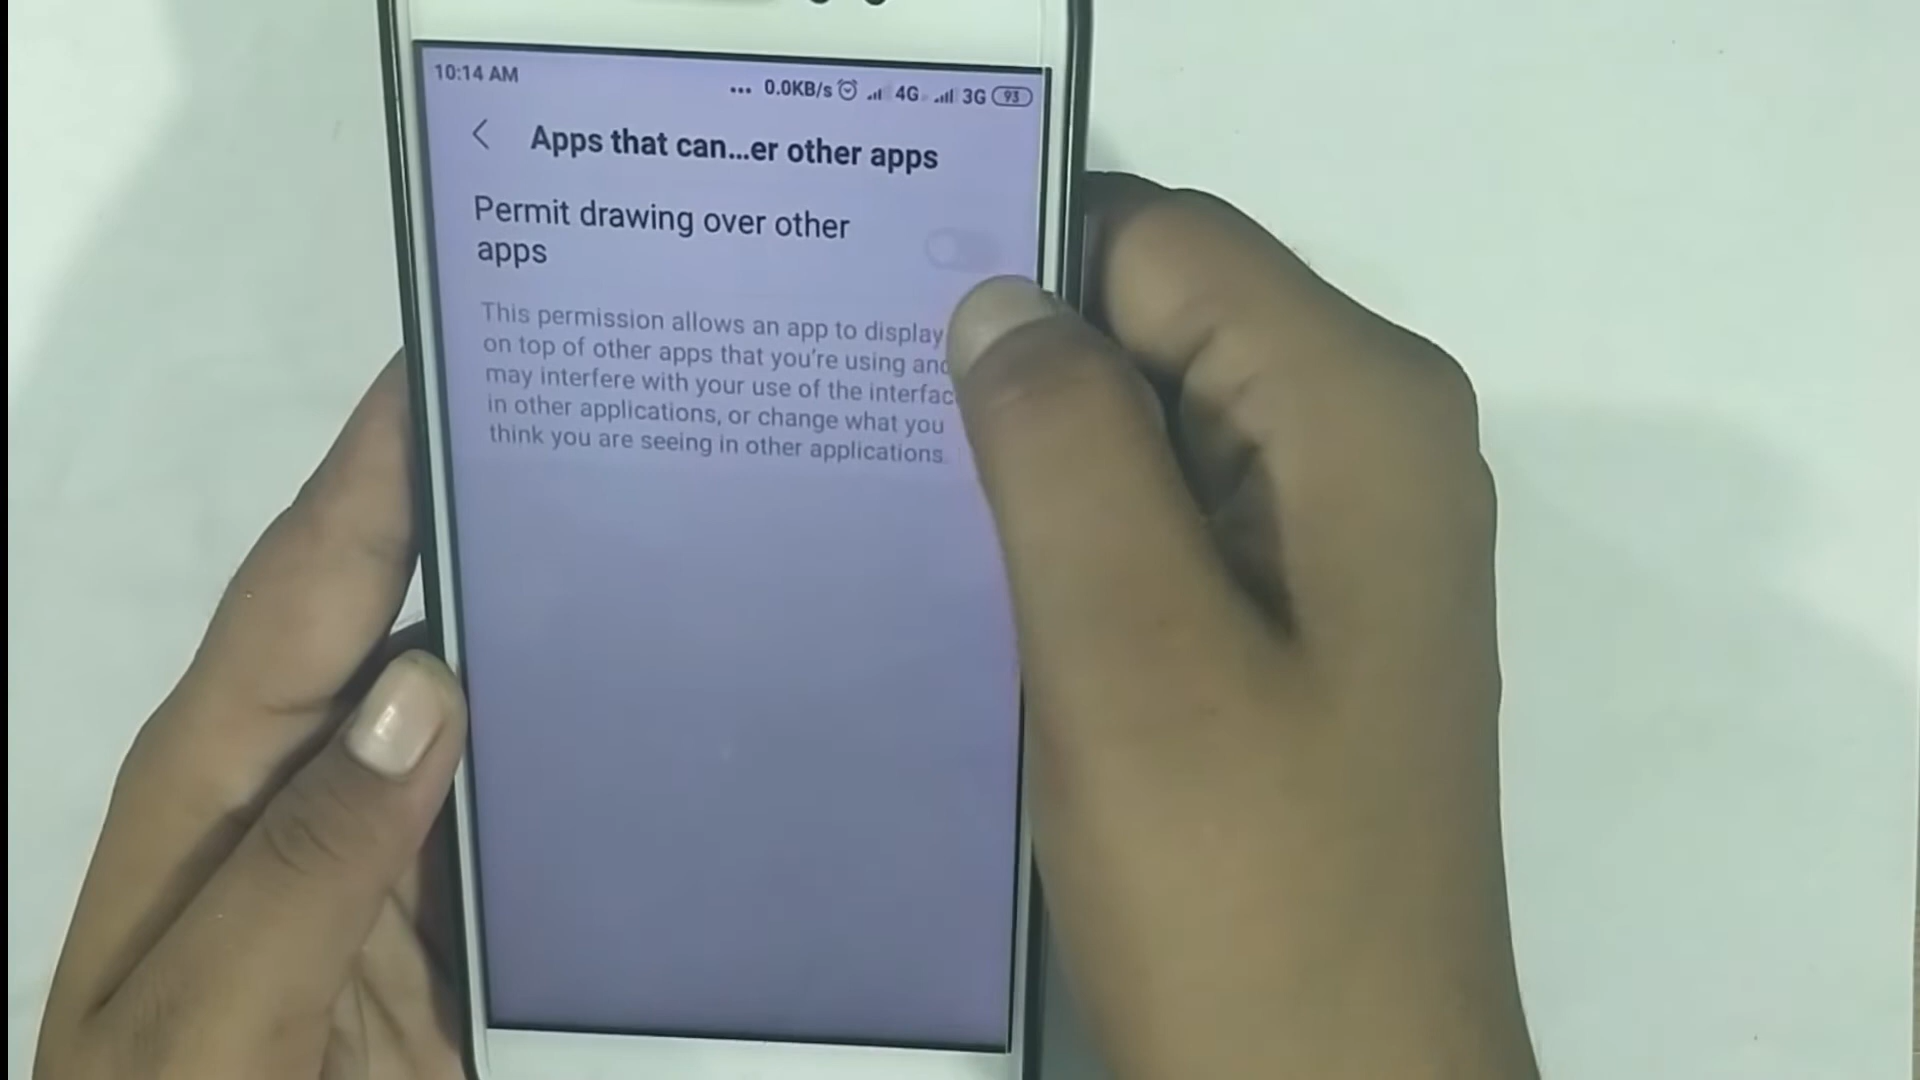 10:14 AM ... 0.0KB/s 4G 3G 93
Apps that can...er other apps
Permit drawing over other
apps
This permission allows an app to display
on top of other apps that you're using and
may interfere with your use of the interfac
in other applications, or change what you
think you are seeing in other applications.